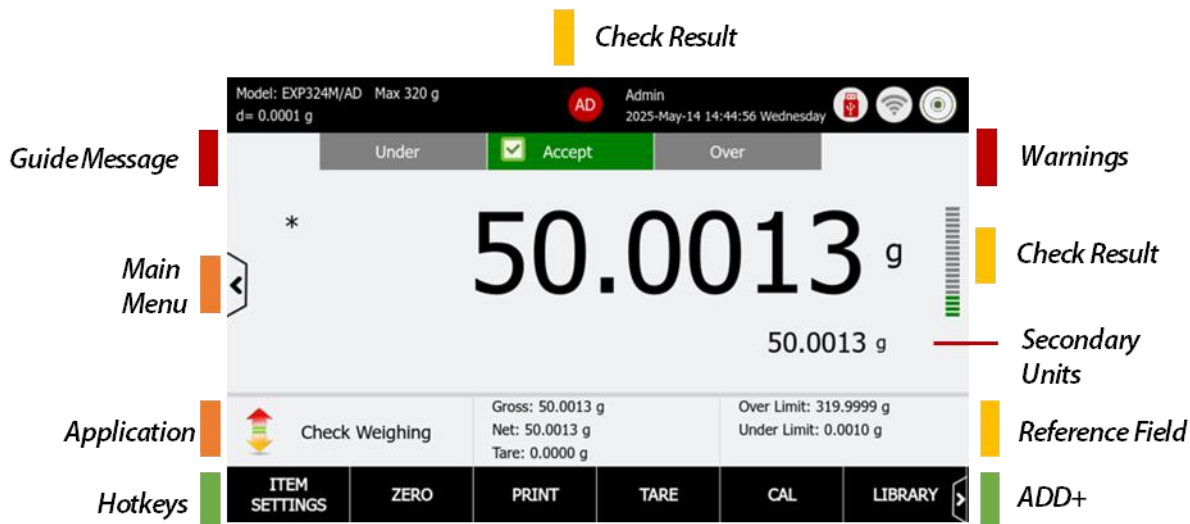 Check Result
Model: EXP324M/AD Max 320 g
d= 0.0001 g
AD
Admin
2025-May-14 14:44:56 Wednesday
Guide Message
Under
Accept
Over
Warnings
*
50.0013 g
Main
Menu
Check Result
50.0013 g
Secondary
Units
Application
Check Weighing
Gross: 50.0013 g
Net: 50.0013 g
Tare: 0.0000 g
Over Limit: 319.9999 g
Under Limit: 0.0010 g
Reference Field
Hotkeys
ITEM
SETTINGS
ZERO
PRINT
TARE
CAL
LIBRARY
ADD+